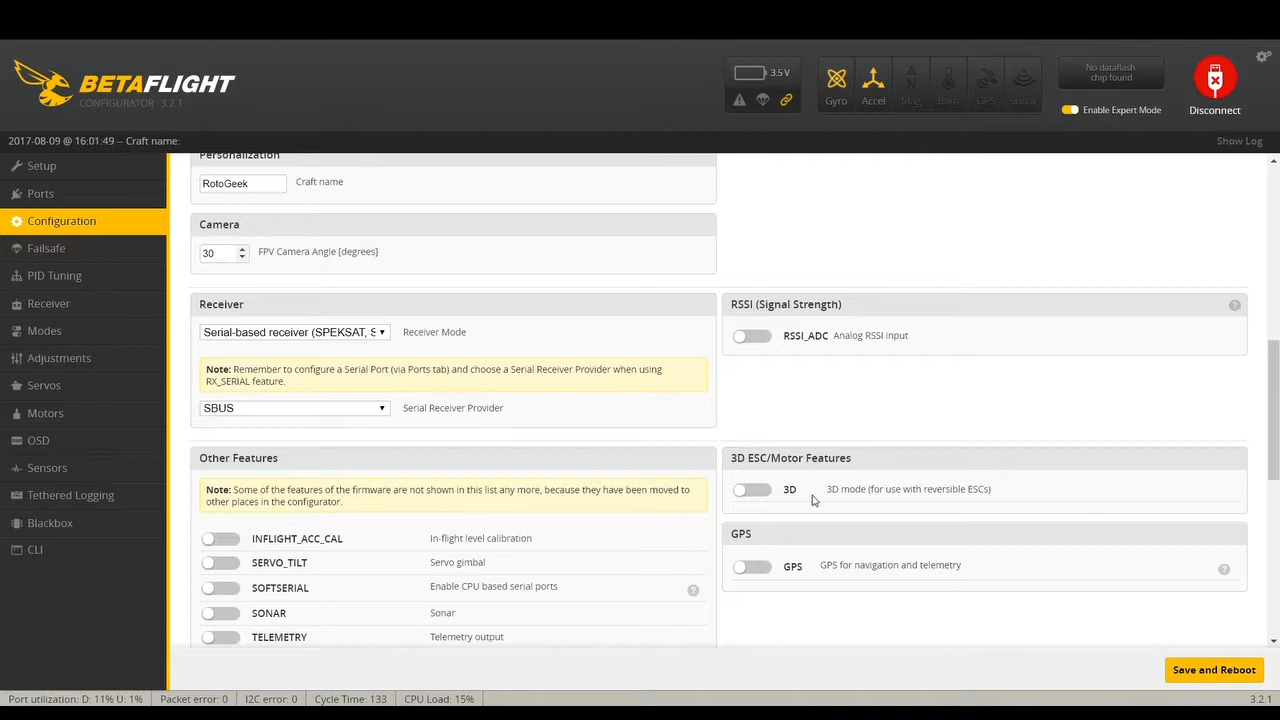 BETAFLIGHT
CONFIGURATOR 3.2.1
3.5 V
Gyro
Accel
Mag
Baro
GPS
Sonar
No dataflash
chip found
Enable Expert Mode
Disconnect
2017-08-09 @ 16:01:49 -- Craft name:
Show Log
Setup
Ports
Configuration
Failsafe
PID Tuning
Receiver
Modes
Adjustments
Servos
Motors
OSD
Sensors
Tethered Logging
Blackbox
CLI
Personalization
RotoGeek
Craft name
Camera
30
FPV Camera Angle [degrees]
Receiver
Serial-based receiver (SPEKSAT, S
Receiver Mode
Note: Remember to configure a Serial Port (via Ports tab) and choose a Serial Receiver Provider when using
RX_SERIAL feature.
SBUS
Serial Receiver Provider
RSSI (Signal Strength)
RSSI_ADC Analog RSSI input
Other Features
Note: Some of the features of the firmware are not shown in this list any more, because they have been moved to
other places in the configurator.
INFLIGHT_ACC_CAL In-flight level calibration
SERVO_TILT Servo gimbal
SOFTSERIAL Enable CPU based serial ports
SONAR Sonar
TELEMETRY Telemetry output
3D ESC/Motor Features
3D 3D mode (for use with reversible ESCs)
GPS
GPS GPS for navigation and telemetry
Save and Reboot
Port utilization: D: 11% U: 1% Packet error: 0 I2C error: 0 Cycle Time: 133 CPU Load: 15% 3.2.1